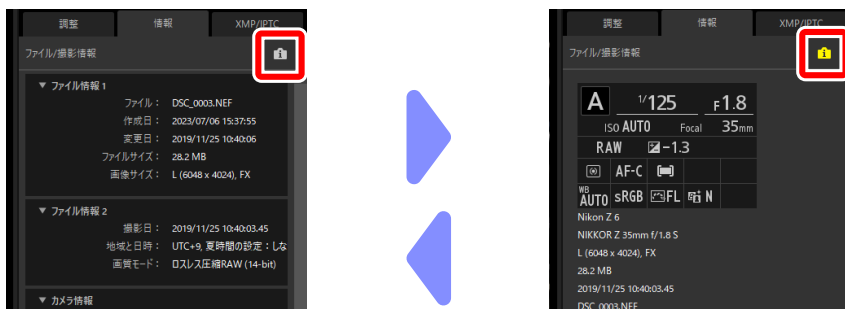 調整 情報 XMP/IPTC
ファイル/撮影情報
▼ ファイル情報 1
ファイル： DSC_0003.NEF
作成日： 2023/07/06 15:37:55
変更日： 2019/11/25 10:40:06
ファイルサイズ： 28.2 MB
画像サイズ： L (6048 x 4024), FX
▼ ファイル情報 2
撮影日： 2019/11/25 10:40:03.45
地域と日時： UTC+9, 夏時間の設定：しな
画質モード： ロスレス圧縮RAW (14-bit)
▼ カメラ情報
調整 情報 XMP/IPTC
ファイル/撮影情報
A 1/125 F1.8
ISO AUTO Focal 35mm
RAW -1.3
AF-C
WB AUTO sRGB FL N
Nikon Z 6
NIKKOR Z 35mm f/1.8 S
L (6048 x 4024), FX
28.2 MB
2019/11/25 10:40:03.45
DSC_0003.NEF